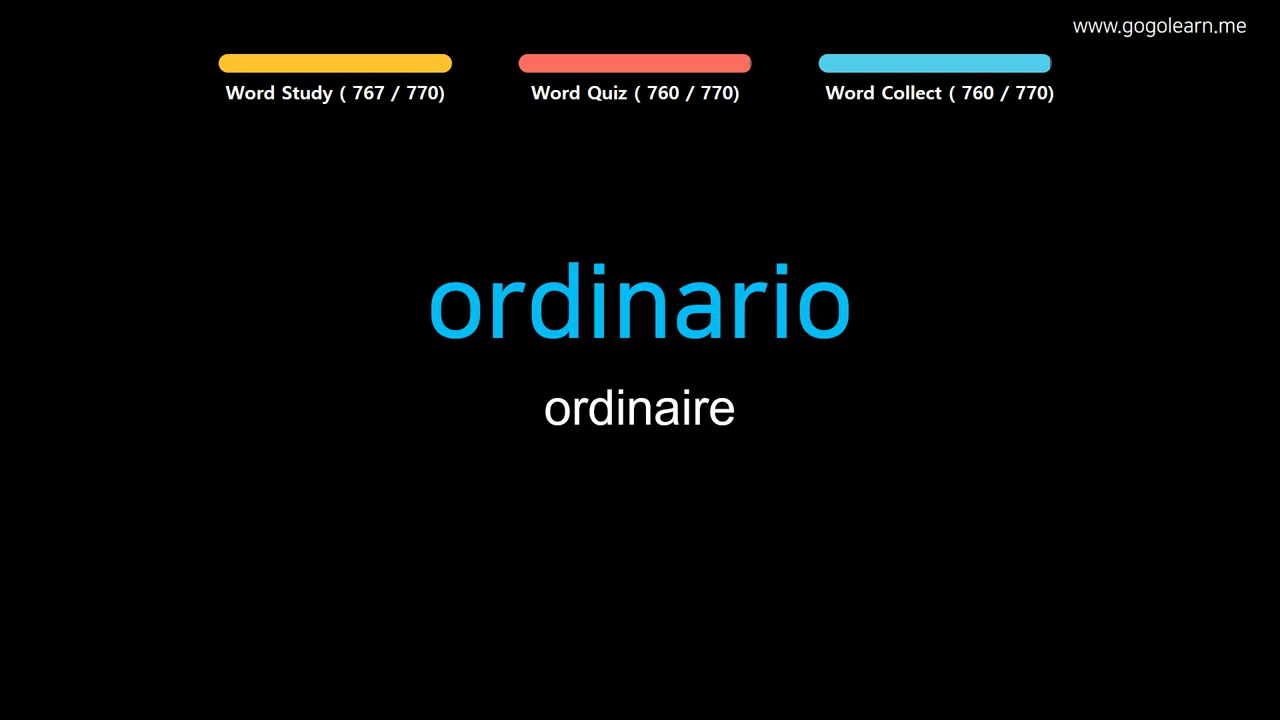 www.gogolearn.me
Word Study ( 767 / 770)
Word Quiz ( 760 / 770)
Word Collect ( 760 / 770)
ordinario
ordinaire